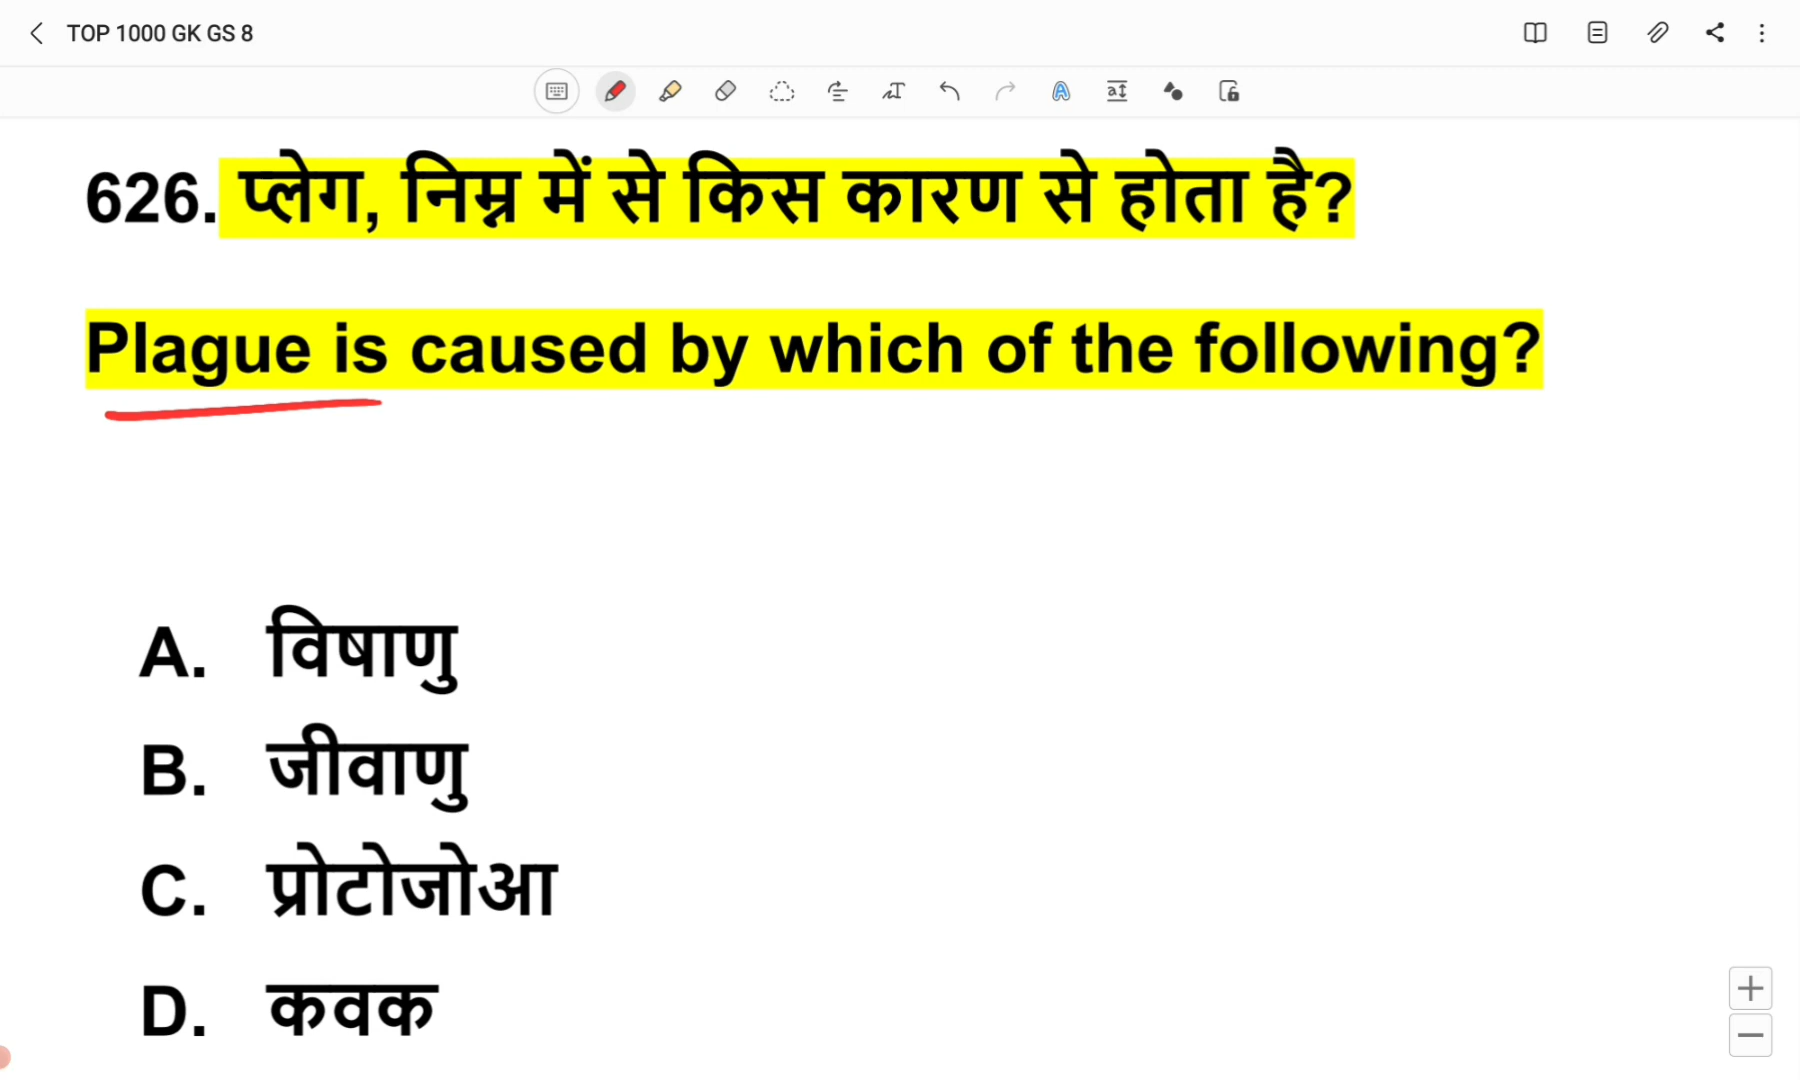 TOP 1000 GK GS 8
626. प्लेग, निम्न में से किस कारण से होता है?
Plague is caused by which of the following?
A. विषाणु
B. जीवाणु
C. प्रोटोजोआ
D. कवक